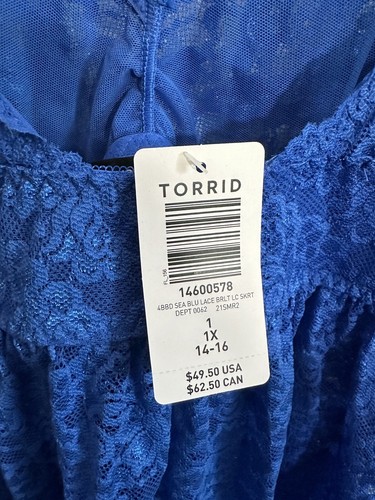 TORRID
FL_156
14600578
4BBD SEA BLU LACE BRLT LC SKRT
DEPT 0062 21SMR2
1
1X
14-16
$49.50 USA
$62.50 CAN